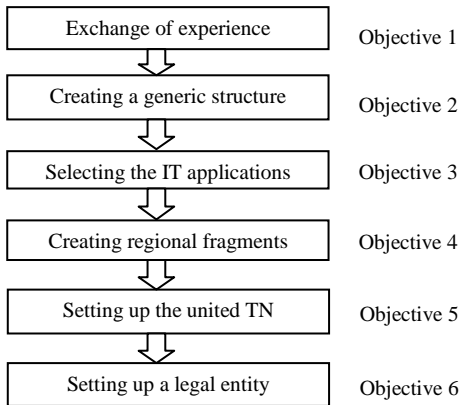 Exchange of experience
Objective 1
Creating a generic structure
Objective 2
Selecting the IT applications
Objective 3
Creating regional fragments
Objective 4
Setting up the united TN
Objective 5
Setting up a legal entity
Objective 6